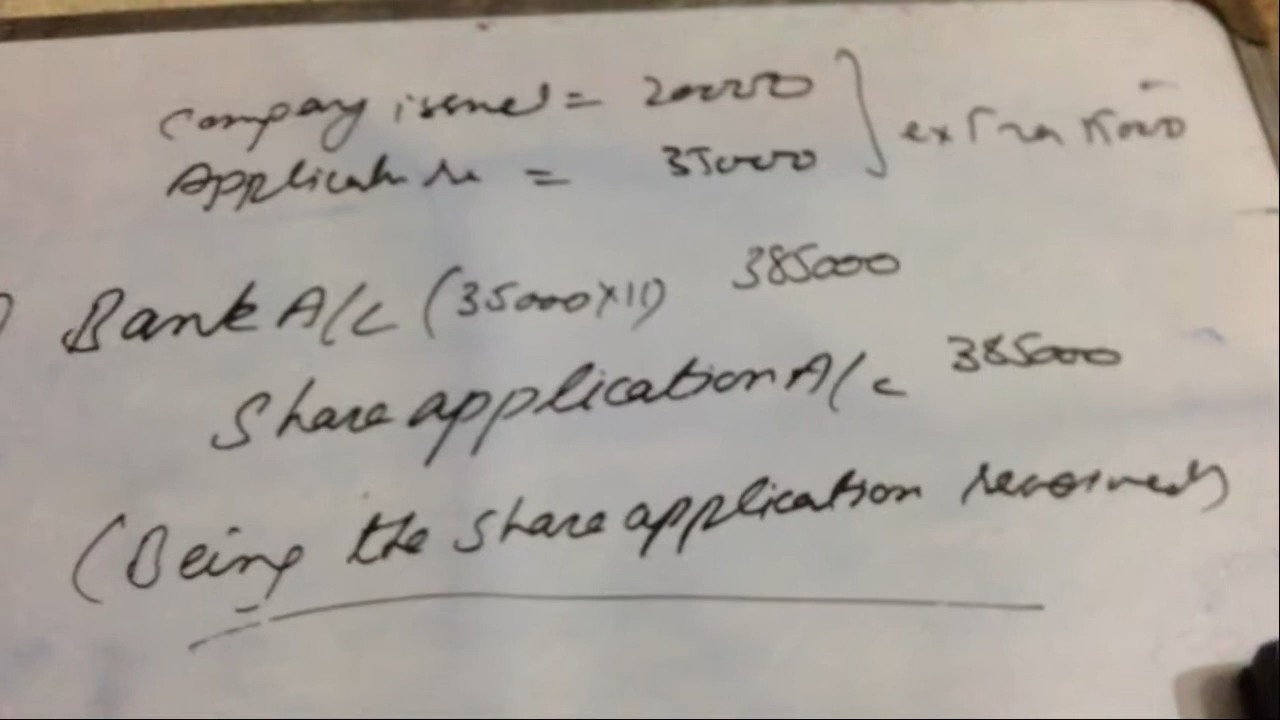 Company issued = 20000
Application = 35000 } extra 15000
) Bank A/c (35000×11) 385000
Share application A/c 385000
(Being the share application received)